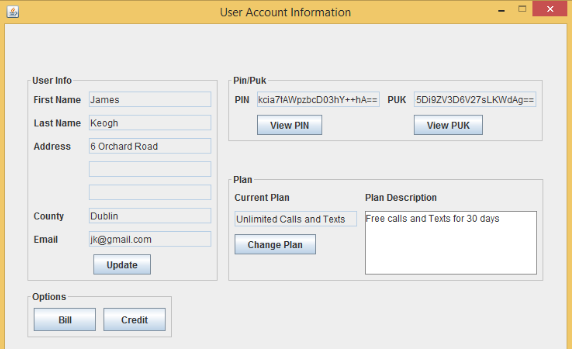 User Account Information
User Info
First Name James
Last Name Keogh
Address 6 Orchard Road
County Dublin
Email jk@gmail.com
Update
Pin/Puk
PIN kcia7fAWpzbcD03hY++hA== PUK 5Di9ZV3D6V27sLKWdAg==
View PIN View PUK
Plan
Current Plan Plan Description
Unlimited Calls and Texts Free calls and Texts for 30 days
Change Plan
Options
Bill Credit